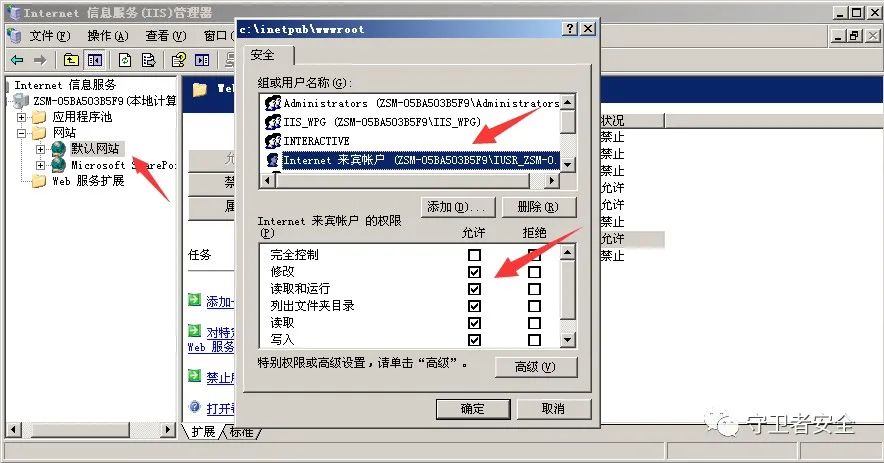 Internet 信息服务(IIS)管理器
文件(F) 操作(A) 查看(V) 窗口
Internet 信息服务
ZSM-05BA503B5F9(本地计算
应用程序池
网站
默认网站
Microsoft SharePo
Web 服务扩展
We
任务
添加
对特定
Web 服务
禁止
打开
扩展 标准
c:\inetpub\wwwroot
安全
组或用户名称(G):
Administrators (ZSM-05BA503B5F9\Administrators
IIS_WPG (ZSM-05BA503B5F9\IIS_WPG)
INTERACTIVE
Internet 来宾帐户 (ZSM-05BA503B5F9\IUSR_ZSM-0.
添加(D)... 删除(R)
Internet 来宾帐户 的权限
(P) 允许 拒绝
完全控制
修改
读取和运行
列出文件夹目录
读取
写入
特别权限或高级设置,请单击“高级”。 高级(V)
确定 取消
状况
禁止
禁止
禁止
允许
允许
禁止
允许
禁止
守卫者安全